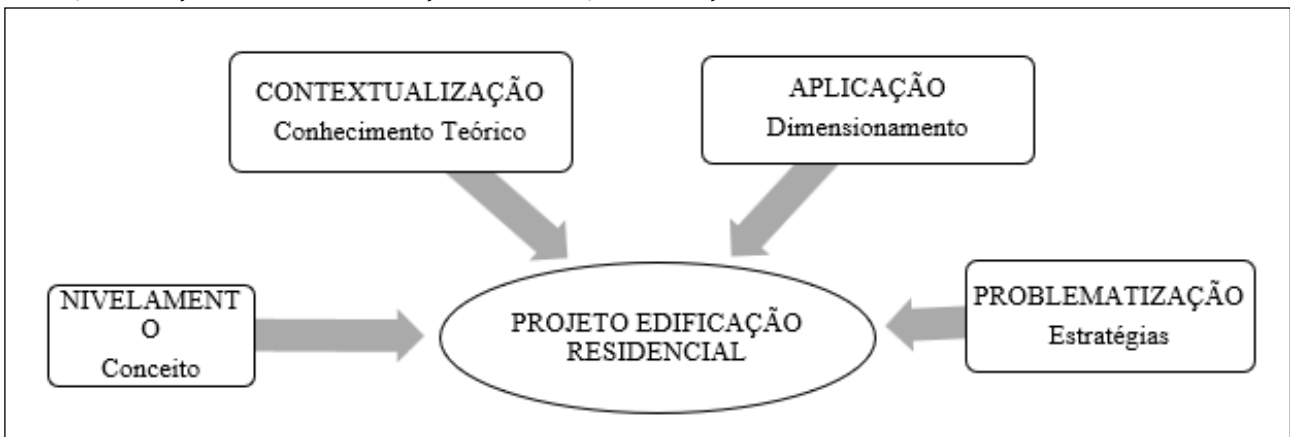 CONTEXTUALIZAÇÃO
Conhecimento Teórico
APLICAÇÃO
Dimensionamento
NIVELAMENT
O
Conceito
PROJETO EDIFICAÇÃO
RESIDENCIAL
PROBLEMATIZAÇÃO
Estratégias